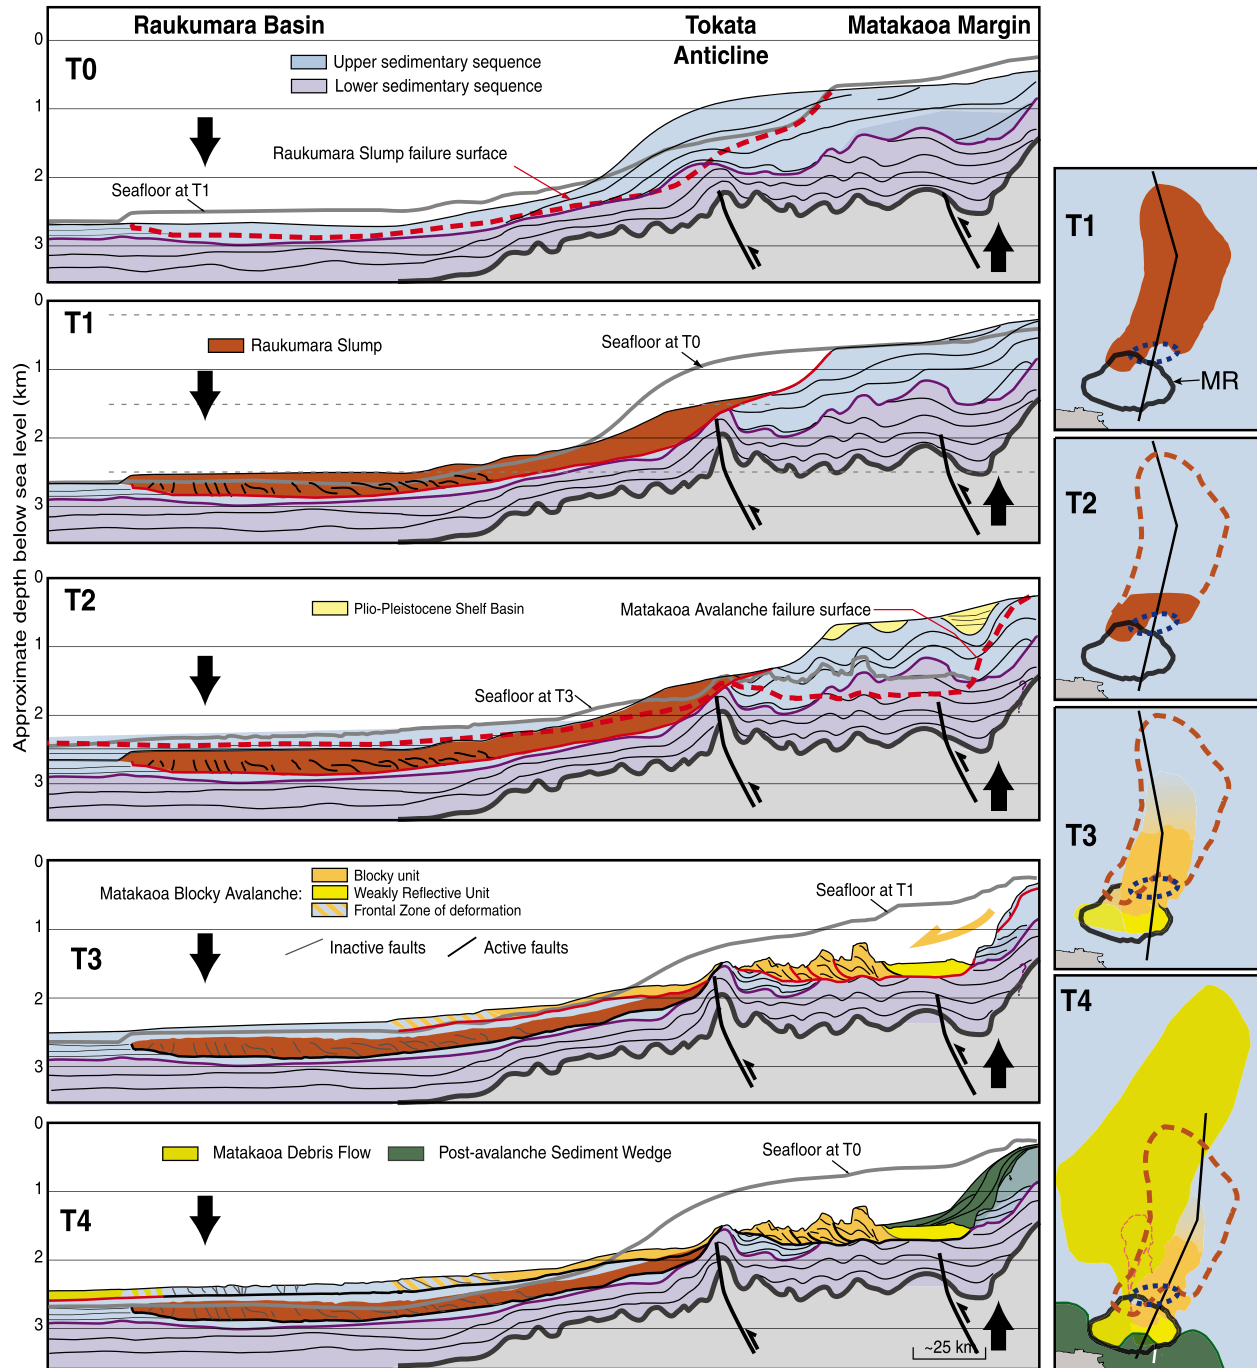 Raukumara Basin
Tokata
Anticline
Matakaoa Margin
Approximate depth below sea level (km)
0
1
2
3
T0
Upper sedimentary sequence
Lower sedimentary sequence
Raukumara Slump failure surface
Seafloor at T1
0
1
2
3
T1
Raukumara Slump
Seafloor at T0
0
1
2
3
T2
Plio-Pleistocene Shelf Basin
Matakaoa Avalanche failure surface
Seafloor at T3
?
0
1
2
3
T3
Matakaoa Blocky Avalanche:
Blocky unit
Weakly Reflective Unit
Frontal Zone of deformation
Inactive faults
Active faults
Seafloor at T1
?
0
1
2
3
T4
Matakaoa Debris Flow
Post-avalanche Sediment Wedge
Seafloor at T0
~25 km
T1
MR
T2
T3
T4